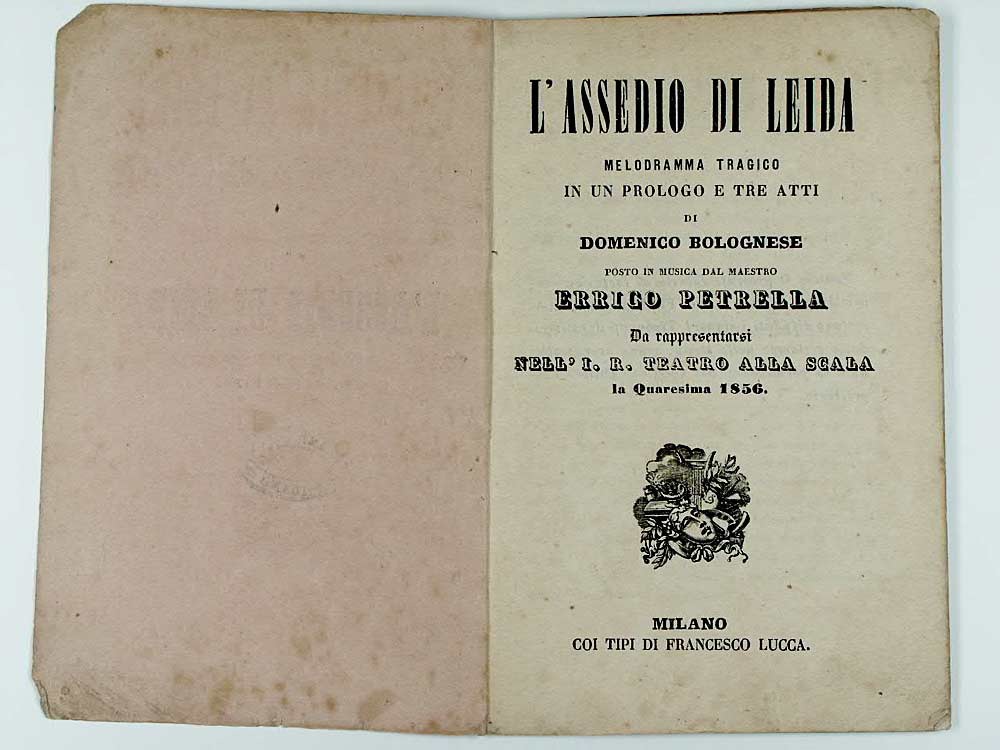 L'ASSEDIO DI LEIDA
MELODRAMMA TRAGICO
IN UN PROLOGO E TRE ATTI
DI
DOMENICO BOLOGNESE
POSTO IN MUSICA DAL MAESTRO
ERRICO PETRELLA
Da rappresentarsi
NELL' I. R. TEATRO ALLA SCALA
la Quaresima 1856.
MILANO
COI TIPI DI FRANCESCO LUCCA.